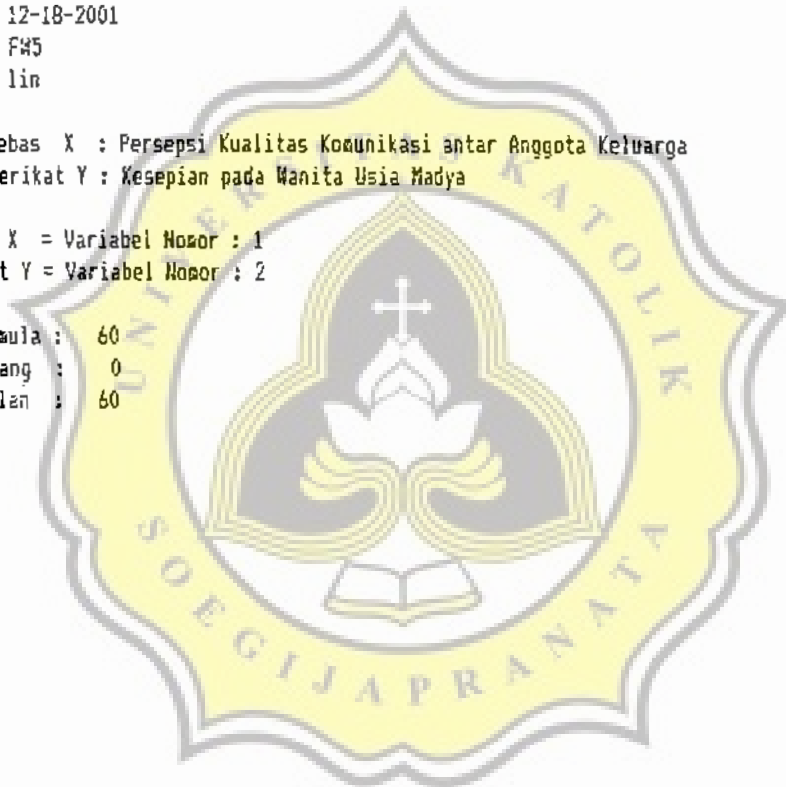 12-18-2001
FW5
lin
ebas X : Persepsi Kualitas Komunikasi antar Anggota Keluarga
erikat Y : Kesepian pada Wanita Usia Madya
X = Variabel Nomor : 1
t Y = Variabel Nomor : 2
mula : 60
ang : 0
lan : 60
UNIVERSITAS KATOLIK
SOEGIJAPRANATA